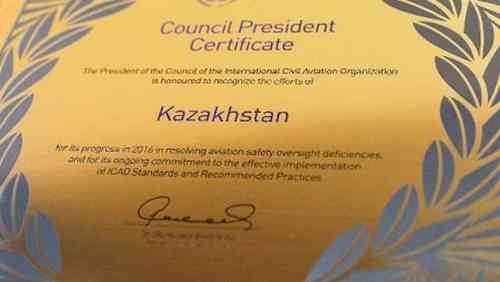 Council President
Certificate
The President of the Council of the International Civil Aviation Organization
is honoured to recognize the efforts of
Kazakhstan
for its progress in 2016 in resolving aviation safety oversight deficiencies,
and for its ongoing commitment to the effective implementation
of ICAO Standards and Recommended Practices